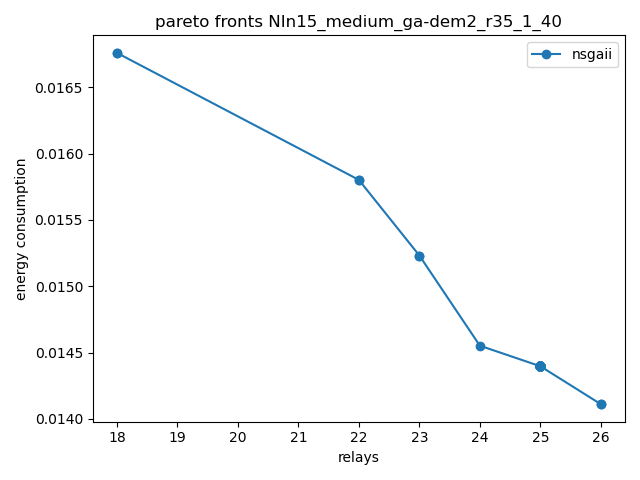 pareto fronts NIn15_medium_ga-dem2_r35_1_40
nsgaii
0.0165
0.0160
0.0155
0.0150
0.0145
0.0140
energy consumption
18 19 20 21 22 23 24 25 26
relays